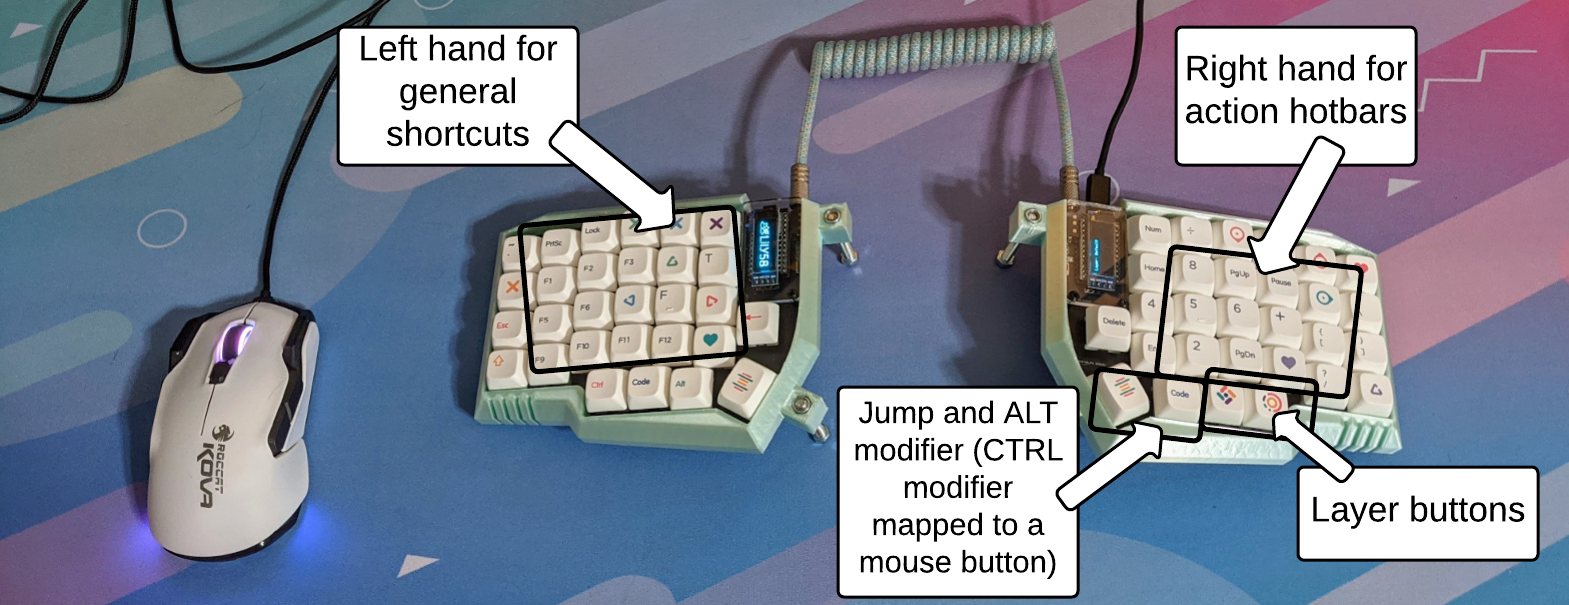 Left hand for
general
shortcuts
Right hand for
action hotbars
Jump and ALT
modifier (CTRL
modifier
mapped to a
mouse button)
Layer buttons
ROCCAT
KOVA
LILY58
PrtSc
Lock
F1
F2
F3
T
Esc
F5
F6
F
F9
F10
F11
F12
Ctrl
Code
Alt
Num
÷
Home
8
PgUp
Pause
4
5
6
+
Delete
2
PgDn
?
/
Code